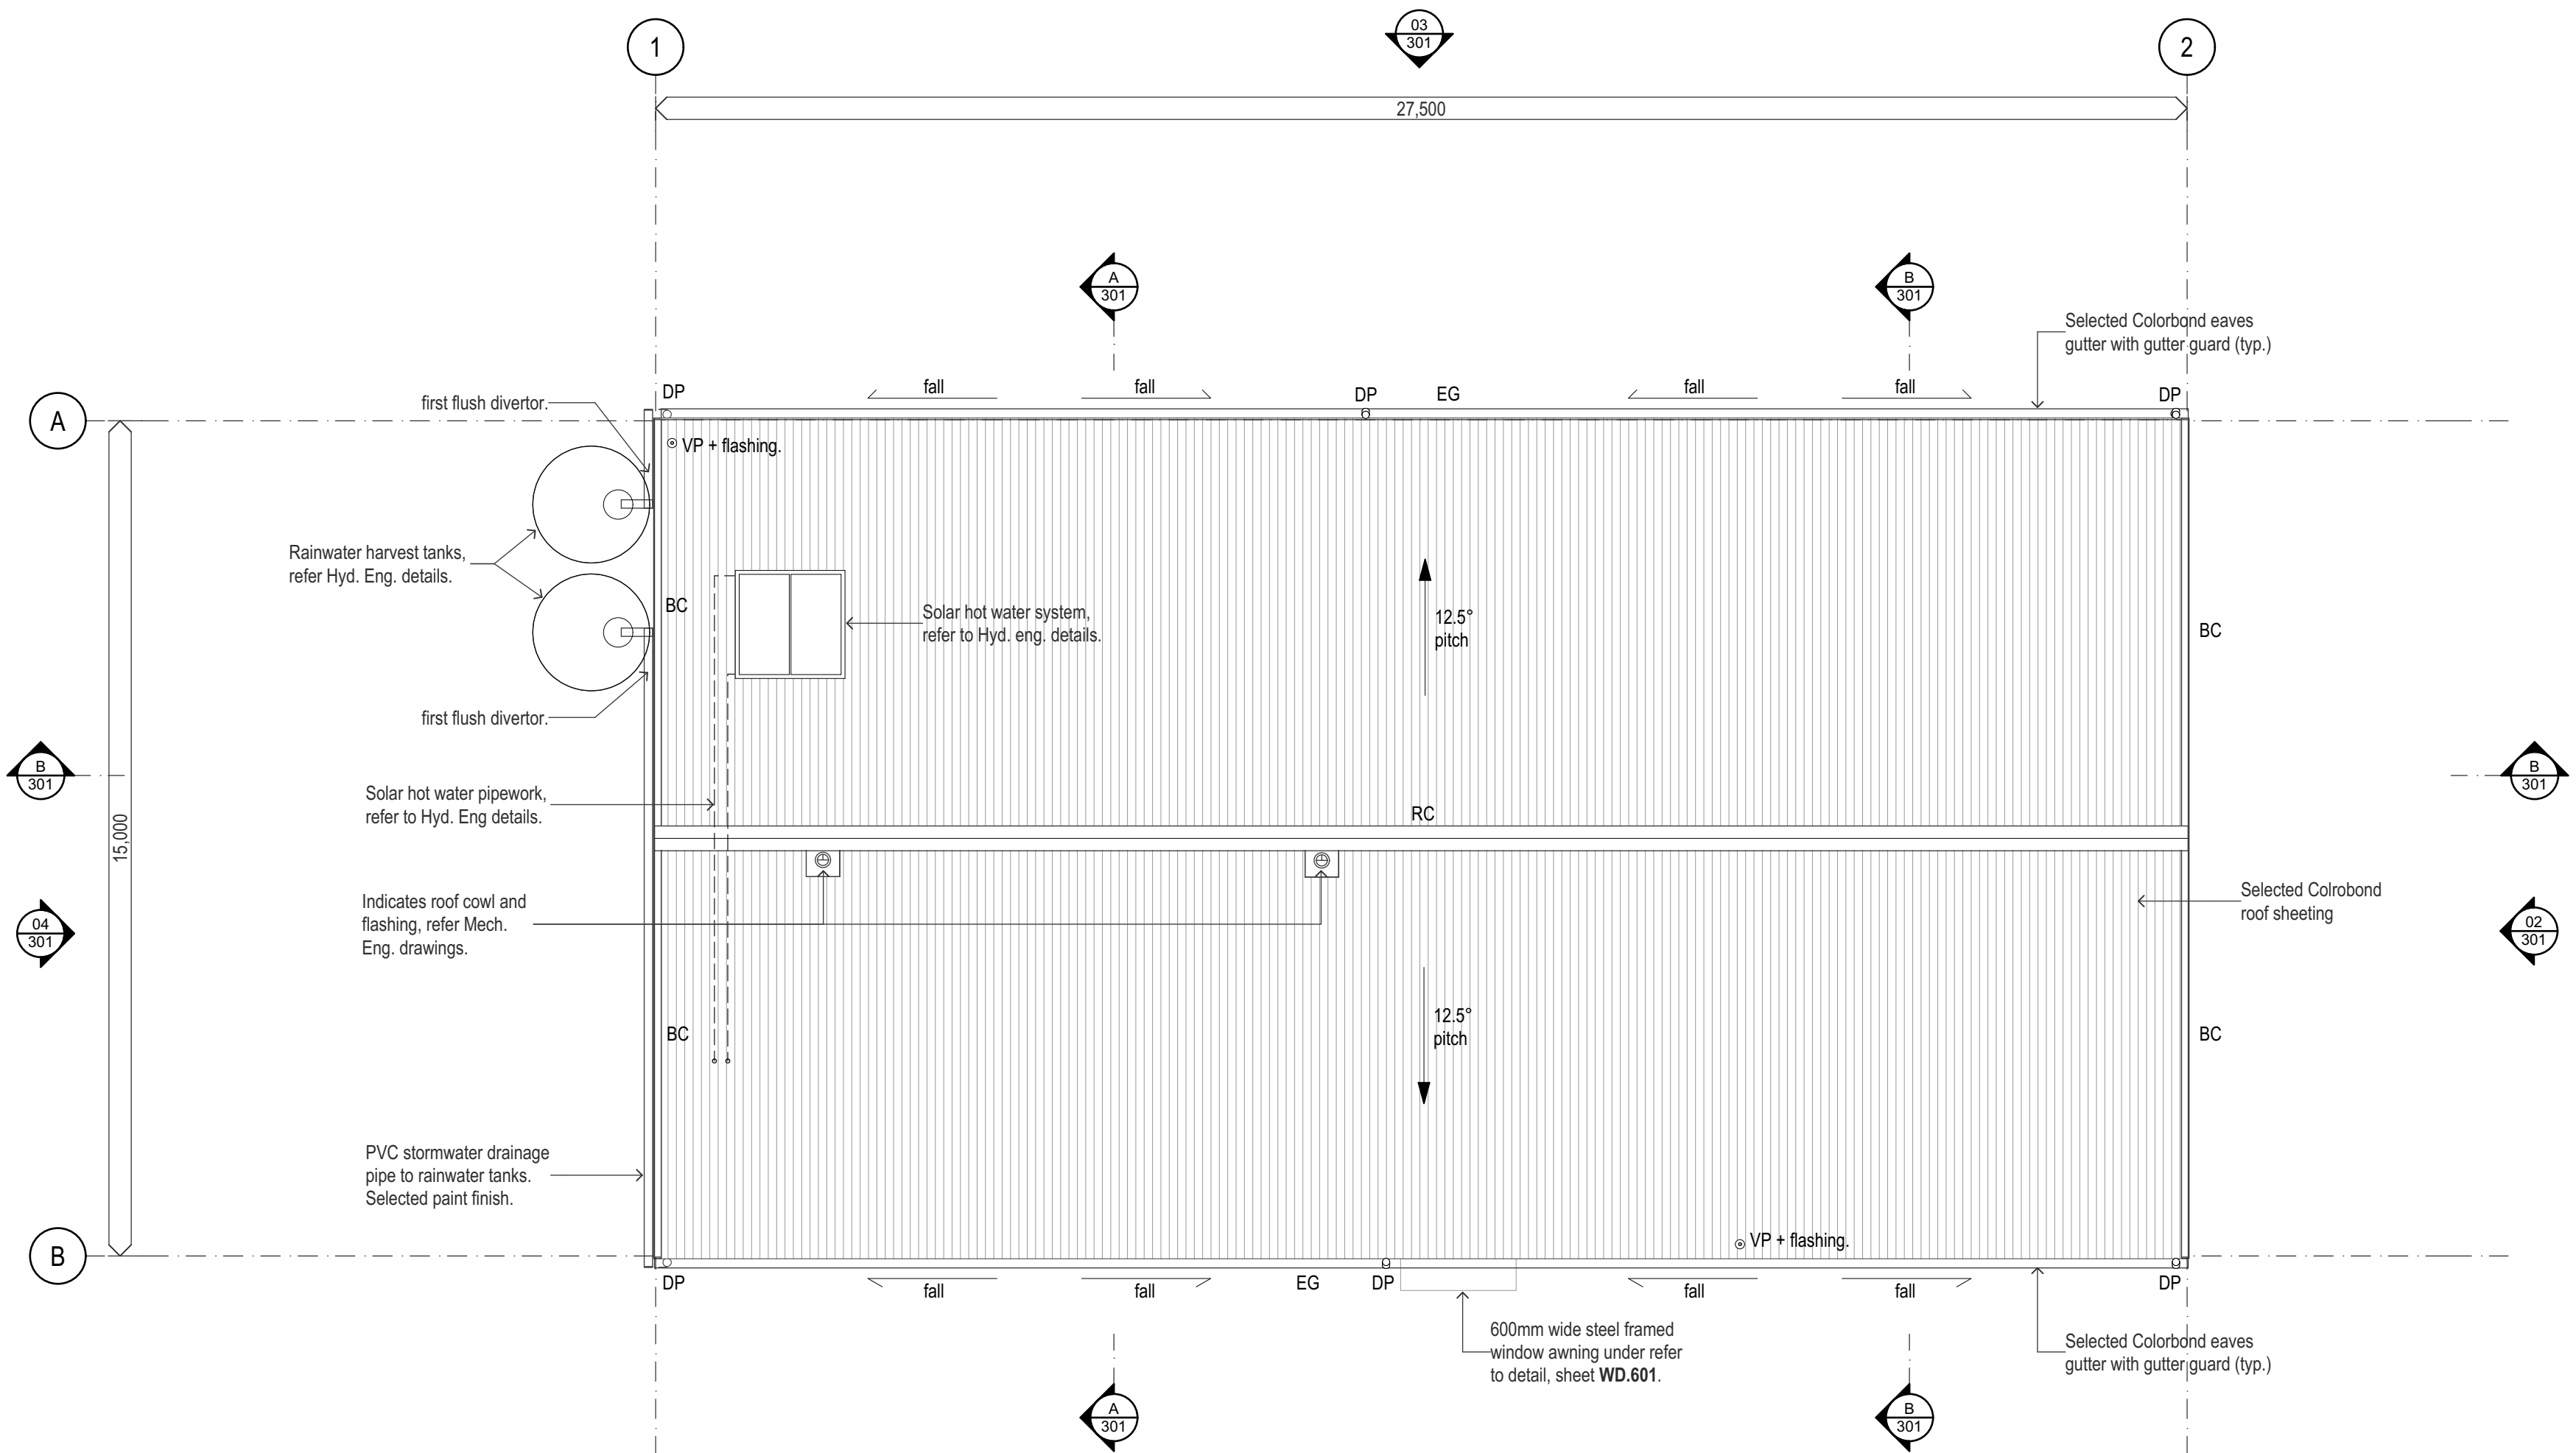 03
301
1
2
27,500
A
301
B
301
Selected Colorbond eaves
gutter with gutter guard (typ.)
DP
fall
fall
DP
EG
fall
fall
DP
first flush divertor.
A
VP + flashing.
Rainwater harvest tanks,
refer Hyd. Eng. details.
BC
Solar hot water system,
refer to Hyd. eng. details.
12.5°
pitch
BC
first flush divertor.
B
301
B
301
Solar hot water pipework,
refer to Hyd. Eng details.
RC
15,000
Indicates roof cowl and
flashing, refer Mech.
Eng. drawings.
04
301
Selected Colrobond
roof sheeting
02
301
BC
12.5°
pitch
BC
PVC stormwater drainage
pipe to rainwater tanks.
Selected paint finish.
B
VP + flashing.
DP
fall
fall
EG
DP
fall
fall
DP
600mm wide steel framed
window awning under refer
to detail, sheet WD.601.
Selected Colorbond eaves
gutter with gutter guard (typ.)
A
301
B
301